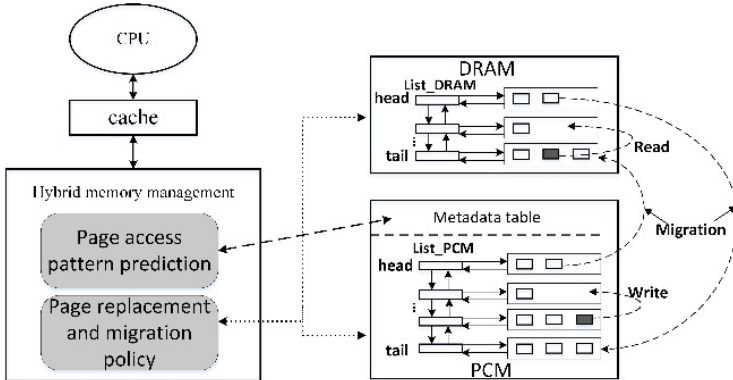 CPU
cache
Hybrid memory management
Page access
pattern prediction
Page replacement
and migration
policy
DRAM
List_DRAM
head
tail
Read
Migration
Metadata table
List_PCM
head
Write
tail
PCM